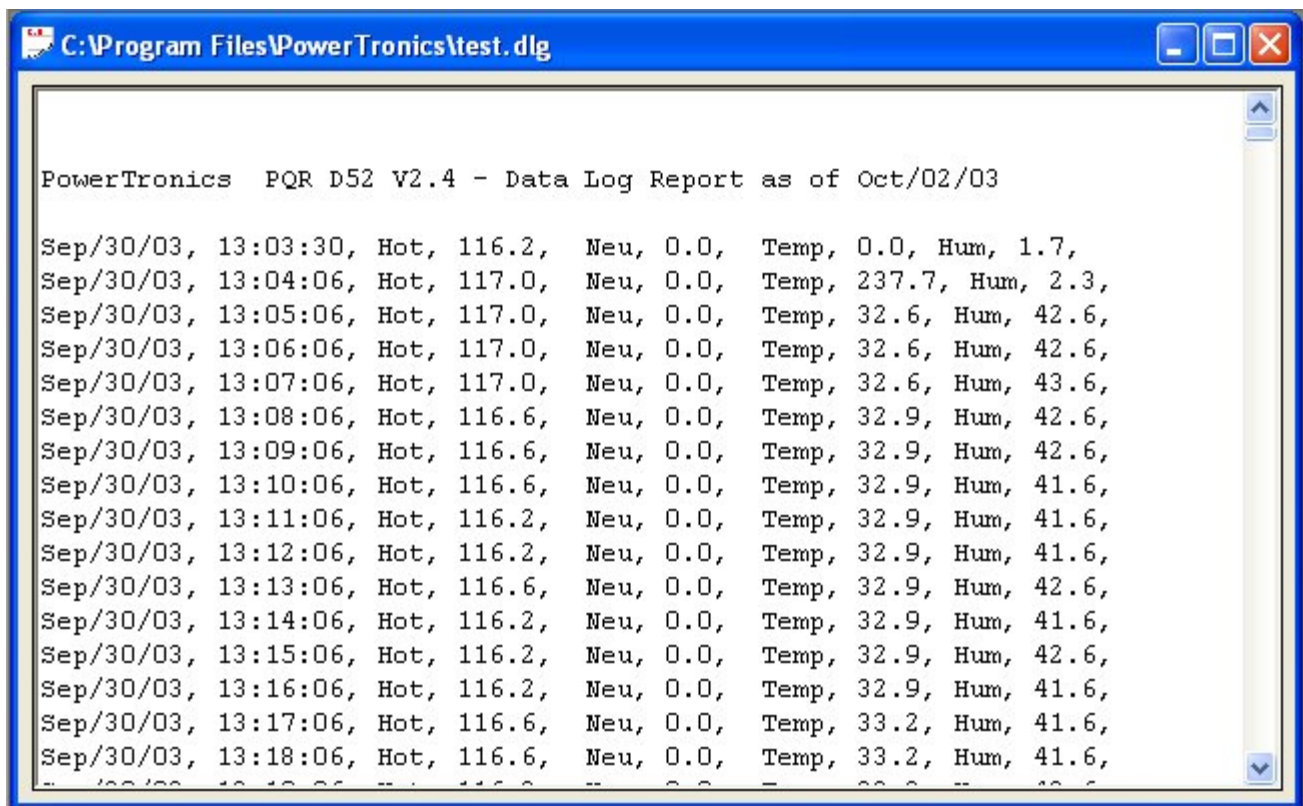 C:\Program Files\PowerTronics\test.dlg
PowerTronics  PQR D52 V2.4 - Data Log Report as of Oct/02/03
Sep/30/03, 13:03:30, Hot, 116.2,  Neu, 0.0,  Temp, 0.0, Hum, 1.7,
Sep/30/03, 13:04:06, Hot, 117.0,  Neu, 0.0,  Temp, 237.7, Hum, 2.3,
Sep/30/03, 13:05:06, Hot, 117.0,  Neu, 0.0,  Temp, 32.6, Hum, 42.6,
Sep/30/03, 13:06:06, Hot, 117.0,  Neu, 0.0,  Temp, 32.6, Hum, 42.6,
Sep/30/03, 13:07:06, Hot, 117.0,  Neu, 0.0,  Temp, 32.6, Hum, 43.6,
Sep/30/03, 13:08:06, Hot, 116.6,  Neu, 0.0,  Temp, 32.9, Hum, 42.6,
Sep/30/03, 13:09:06, Hot, 116.6,  Neu, 0.0,  Temp, 32.9, Hum, 42.6,
Sep/30/03, 13:10:06, Hot, 116.6,  Neu, 0.0,  Temp, 32.9, Hum, 41.6,
Sep/30/03, 13:11:06, Hot, 116.2,  Neu, 0.0,  Temp, 32.9, Hum, 41.6,
Sep/30/03, 13:12:06, Hot, 116.2,  Neu, 0.0,  Temp, 32.9, Hum, 41.6,
Sep/30/03, 13:13:06, Hot, 116.6,  Neu, 0.0,  Temp, 32.9, Hum, 42.6,
Sep/30/03, 13:14:06, Hot, 116.2,  Neu, 0.0,  Temp, 32.9, Hum, 41.6,
Sep/30/03, 13:15:06, Hot, 116.2,  Neu, 0.0,  Temp, 32.9, Hum, 42.6,
Sep/30/03, 13:16:06, Hot, 116.2,  Neu, 0.0,  Temp, 32.9, Hum, 41.6,
Sep/30/03, 13:17:06, Hot, 116.6,  Neu, 0.0,  Temp, 33.2, Hum, 41.6,
Sep/30/03, 13:18:06, Hot, 116.6,  Neu, 0.0,  Temp, 33.2, Hum, 41.6,